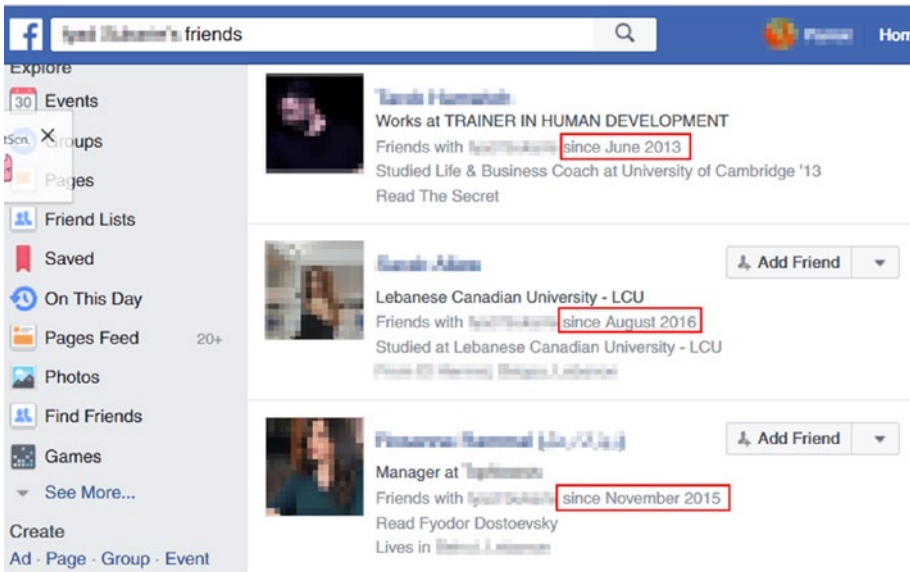 f
friends
Hom
Explore
30 Events
tScn.
Groups
Pages
Friend Lists
Saved
On This Day
Pages Feed 20+
Photos
Find Friends
Games
See More...
Create
Ad · Page · Group · Event
Works at TRAINER IN HUMAN DEVELOPMENT
Friends with since June 2013
Studied Life & Business Coach at University of Cambridge '13
Read The Secret
Add Friend
Lebanese Canadian University - LCU
Friends with since August 2016
Studied at Lebanese Canadian University - LCU
Add Friend
Manager at
Friends with since November 2015
Read Fyodor Dostoevsky
Lives in